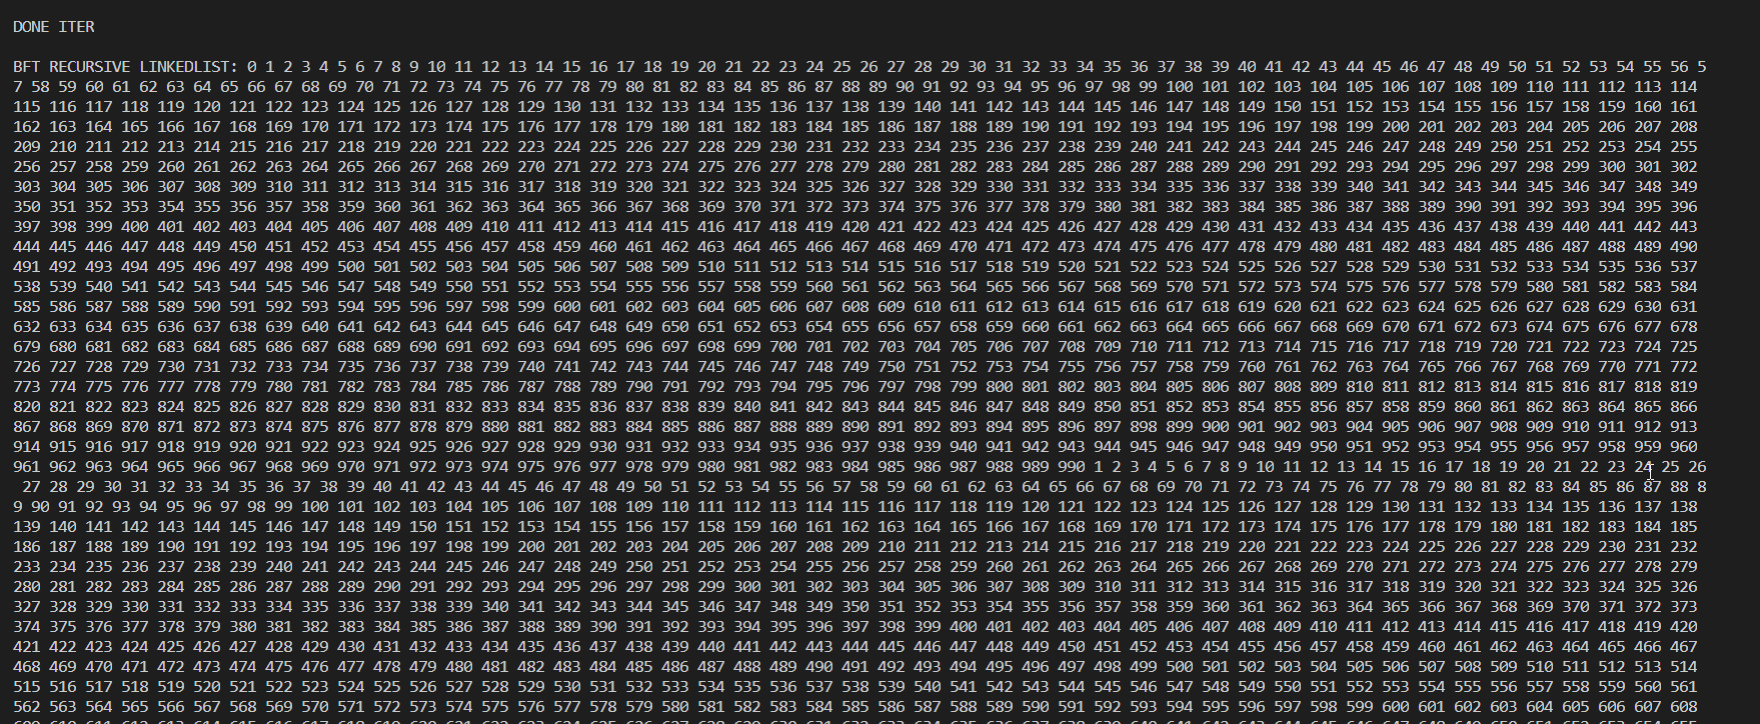 DONE ITER
BFT RECURSIVE LINKEDLIST: 0 1 2 3 4 5 6 7 8 9 10 11 12 13 14 15 16 17 18 19 20 21 22 23 24 25 26 27 28 29 30 31 32 33 34 35 36 37 38 39 40 41 42 43 44 45 46 47 48 49 50 51 52 53 54 55 56 5
7 58 59 60 61 62 63 64 65 66 67 68 69 70 71 72 73 74 75 76 77 78 79 80 81 82 83 84 85 86 87 88 89 90 91 92 93 94 95 96 97 98 99 100 101 102 103 104 105 106 107 108 109 110 111 112 113 114
115 116 117 118 119 120 121 122 123 124 125 126 127 128 129 130 131 132 133 134 135 136 137 138 139 140 141 142 143 144 145 146 147 148 149 150 151 152 153 154 155 156 157 158 159 160 161
162 163 164 165 166 167 168 169 170 171 172 173 174 175 176 177 178 179 180 181 182 183 184 185 186 187 188 189 190 191 192 193 194 195 196 197 198 199 200 201 202 203 204 205 206 207 208
209 210 211 212 213 214 215 216 217 218 219 220 221 222 223 224 225 226 227 228 229 230 231 232 233 234 235 236 237 238 239 240 241 242 243 244 245 246 247 248 249 250 251 252 253 254 255
256 257 258 259 260 261 262 263 264 265 266 267 268 269 270 271 272 273 274 275 276 277 278 279 280 281 282 283 284 285 286 287 288 289 290 291 292 293 294 295 296 297 298 299 300 301 302
303 304 305 306 307 308 309 310 311 312 313 314 315 316 317 318 319 320 321 322 323 324 325 326 327 328 329 330 331 332 333 334 335 336 337 338 339 340 341 342 343 344 345 346 347 348 349
350 351 352 353 354 355 356 357 358 359 360 361 362 363 364 365 366 367 368 369 370 371 372 373 374 375 376 377 378 379 380 381 382 383 384 385 386 387 388 389 390 391 392 393 394 395 396
397 398 399 400 401 402 403 404 405 406 407 408 409 410 411 412 413 414 415 416 417 418 419 420 421 422 423 424 425 426 427 428 429 430 431 432 433 434 435 436 437 438 439 440 441 442 443
444 445 446 447 448 449 450 451 452 453 454 455 456 457 458 459 460 461 462 463 464 465 466 467 468 469 470 471 472 473 474 475 476 477 478 479 480 481 482 483 484 485 486 487 488 489 490
491 492 493 494 495 496 497 498 499 500 501 502 503 504 505 506 507 508 509 510 511 512 513 514 515 516 517 518 519 520 521 522 523 524 525 526 527 528 529 530 531 532 533 534 535 536 537
538 539 540 541 542 543 544 545 546 547 548 549 550 551 552 553 554 555 556 557 558 559 560 561 562 563 564 565 566 567 568 569 570 571 572 573 574 575 576 577 578 579 580 581 582 583 584
585 586 587 588 589 590 591 592 593 594 595 596 597 598 599 600 601 602 603 604 605 606 607 608 609 610 611 612 613 614 615 616 617 618 619 620 621 622 623 624 625 626 627 628 629 630 631
632 633 634 635 636 637 638 639 640 641 642 643 644 645 646 647 648 649 650 651 652 653 654 655 656 657 658 659 660 661 662 663 664 665 666 667 668 669 670 671 672 673 674 675 676 677 678
679 680 681 682 683 684 685 686 687 688 689 690 691 692 693 694 695 696 697 698 699 700 701 702 703 704 705 706 707 708 709 710 711 712 713 714 715 716 717 718 719 720 721 722 723 724 725
726 727 728 729 730 731 732 733 734 735 736 737 738 739 740 741 742 743 744 745 746 747 748 749 750 751 752 753 754 755 756 757 758 759 760 761 762 763 764 765 766 767 768 769 770 771 772
773 774 775 776 777 778 779 780 781 782 783 784 785 786 787 788 789 790 791 792 793 794 795 796 797 798 799 800 801 802 803 804 805 806 807 808 809 810 811 812 813 814 815 816 817 818 819
820 821 822 823 824 825 826 827 828 829 830 831 832 833 834 835 836 837 838 839 840 841 842 843 844 845 846 847 848 849 850 851 852 853 854 855 856 857 858 859 860 861 862 863 864 865 866
867 868 869 870 871 872 873 874 875 876 877 878 879 880 881 882 883 884 885 886 887 888 889 890 891 892 893 894 895 896 897 898 899 900 901 902 903 904 905 906 907 908 909 910 911 912 913
914 915 916 917 918 919 920 921 922 923 924 925 926 927 928 929 930 931 932 933 934 935 936 937 938 939 940 941 942 943 944 945 946 947 948 949 950 951 952 953 954 955 956 957 958 959 960
961 962 963 964 965 966 967 968 969 970 971 972 973 974 975 976 977 978 979 980 981 982 983 984 985 986 987 988 989 990 1 2 3 4 5 6 7 8 9 10 11 12 13 14 15 16 17 18 19 20 21 22 23 24 25 26
27 28 29 30 31 32 33 34 35 36 37 38 39 40 41 42 43 44 45 46 47 48 49 50 51 52 53 54 55 56 57 58 59 60 61 62 63 64 65 66 67 68 69 70 71 72 73 74 75 76 77 78 79 80 81 82 83 84 85 86 87 88 8
9 90 91 92 93 94 95 96 97 98 99 100 101 102 103 104 105 106 107 108 109 110 111 112 113 114 115 116 117 118 119 120 121 122 123 124 125 126 127 128 129 130 131 132 133 134 135 136 137 138
139 140 141 142 143 144 145 146 147 148 149 150 151 152 153 154 155 156 157 158 159 160 161 162 163 164 165 166 167 168 169 170 171 172 173 174 175 176 177 178 179 180 181 182 183 184 185
186 187 188 189 190 191 192 193 194 195 196 197 198 199 200 201 202 203 204 205 206 207 208 209 210 211 212 213 214 215 216 217 218 219 220 221 222 223 224 225 226 227 228 229 230 231 232
233 234 235 236 237 238 239 240 241 242 243 244 245 246 247 248 249 250 251 252 253 254 255 256 257 258 259 260 261 262 263 264 265 266 267 268 269 270 271 272 273 274 275 276 277 278 279
280 281 282 283 284 285 286 287 288 289 290 291 292 293 294 295 296 297 298 299 300 301 302 303 304 305 306 307 308 309 310 311 312 313 314 315 316 317 318 319 320 321 322 323 324 325 326
327 328 329 330 331 332 333 334 335 336 337 338 339 340 341 342 343 344 345 346 347 348 349 350 351 352 353 354 355 356 357 358 359 360 361 362 363 364 365 366 367 368 369 370 371 372 373
374 375 376 377 378 379 380 381 382 383 384 385 386 387 388 389 390 391 392 393 394 395 396 397 398 399 400 401 402 403 404 405 406 407 408 409 410 411 412 413 414 415 416 417 418 419 420
421 422 423 424 425 426 427 428 429 430 431 432 433 434 435 436 437 438 439 440 441 442 443 444 445 446 447 448 449 450 451 452 453 454 455 456 457 458 459 460 461 462 463 464 465 466 467
468 469 470 471 472 473 474 475 476 477 478 479 480 481 482 483 484 485 486 487 488 489 490 491 492 493 494 495 496 497 498 499 500 501 502 503 504 505 506 507 508 509 510 511 512 513 514
515 516 517 518 519 520 521 522 523 524 525 526 527 528 529 530 531 532 533 534 535 536 537 538 539 540 541 542 543 544 545 546 547 548 549 550 551 552 553 554 555 556 557 558 559 560 561
562 563 564 565 566 567 568 569 570 571 572 573 574 575 576 577 578 579 580 581 582 583 584 585 586 587 588 589 590 591 592 593 594 595 596 597 598 599 600 601 602 603 604 605 606 607 608